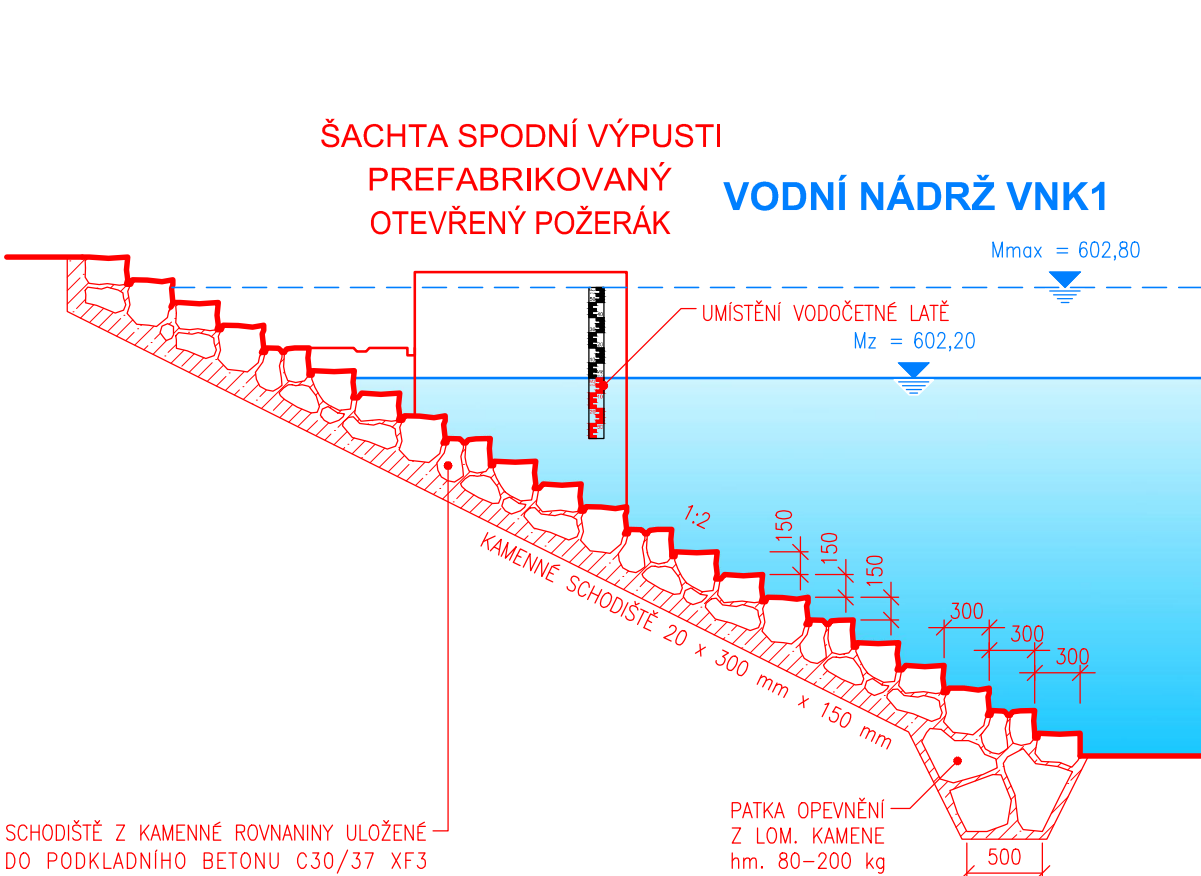 ŠACHTA SPODNÍ VÝPUSTI
PREFABRIKOVANÝ
OTEVŘENÝ POŽERÁK
VODNÍ NÁDRŽ VNK1
Mmax = 602,80
UMÍSTĚNÍ VODOČETNÉ LATĚ
Mz = 602,20
1:2
150
150
150
KAMENNÉ SCHODIŠTĚ 20 x 300 mm x 150 mm
300
300
300
SCHODIŠTĚ Z KAMENNÉ ROVNANINY ULOŽENÉ
DO PODKLADNÍHO BETONU C30/37 XF3
PATKA OPEVNĚNÍ
Z LOM. KAMENE
hm. 80-200 kg
500